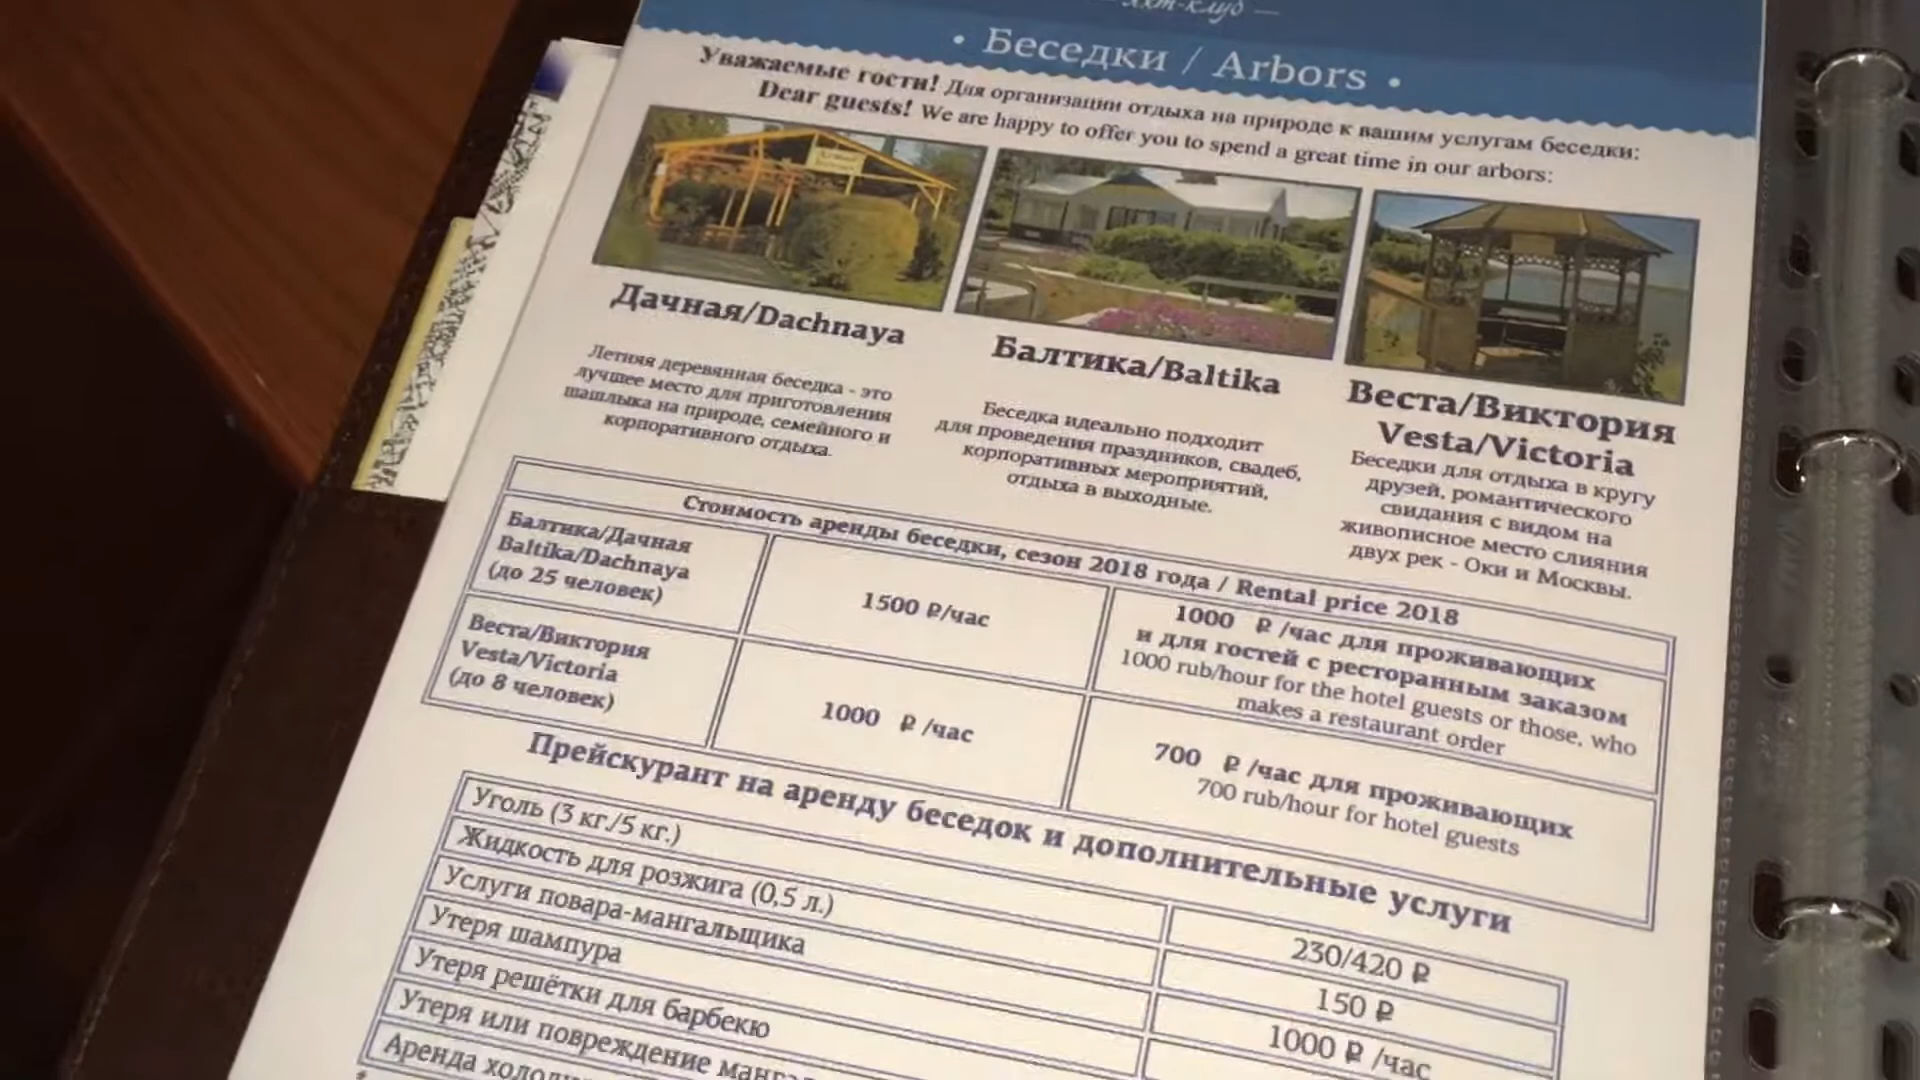 — яхт-клуб —
• Беседки / Arbors •
Уважаемые гости! Для организации отдыха на природе к вашим услугам беседки:
Dear guests! We are happy to offer you to spend a great time in our arbors:
Дачная/Dachnaya
Летняя деревянная беседка - это
лучшее место для приготовления
шашлыка на природе, семейного и
корпоративного отдыха.
Балтика/Baltika
Беседка идеально подходит
для проведения праздников, свадеб,
корпоративных мероприятий,
отдыха в выходные.
Веста/Виктория
Vesta/Victoria
Беседки для отдыха в кругу
друзей, романтического
свидания с видом на
живописное место слияния
двух рек - Оки и Москвы.
Стоимость аренды беседки, сезон 2018 года / Rental price 2018
Балтика/Дачная
Baltika/Dachnaya
(до 25 человек)
1500 ₽/час
1000 ₽ /час для проживающих
и для гостей с ресторанным заказом
1000 rub/hour for the hotel guests or those, who
makes a restaurant order
Веста/Виктория
Vesta/Victoria
(до 8 человек)
1000 ₽ /час
700 ₽ /час для проживающих
700 rub/hour for hotel guests
Прейскурант на аренду беседок и дополнительные услуги
Уголь (3 кг./5 кг.)
230/420 ₽
Жидкость для розжига (0,5 л.)
150 ₽
Услуги повара-мангальщика
1000 ₽ /час
Утеря шампура
Утеря решётки для барбекю
Утеря или повреждение
Аренда